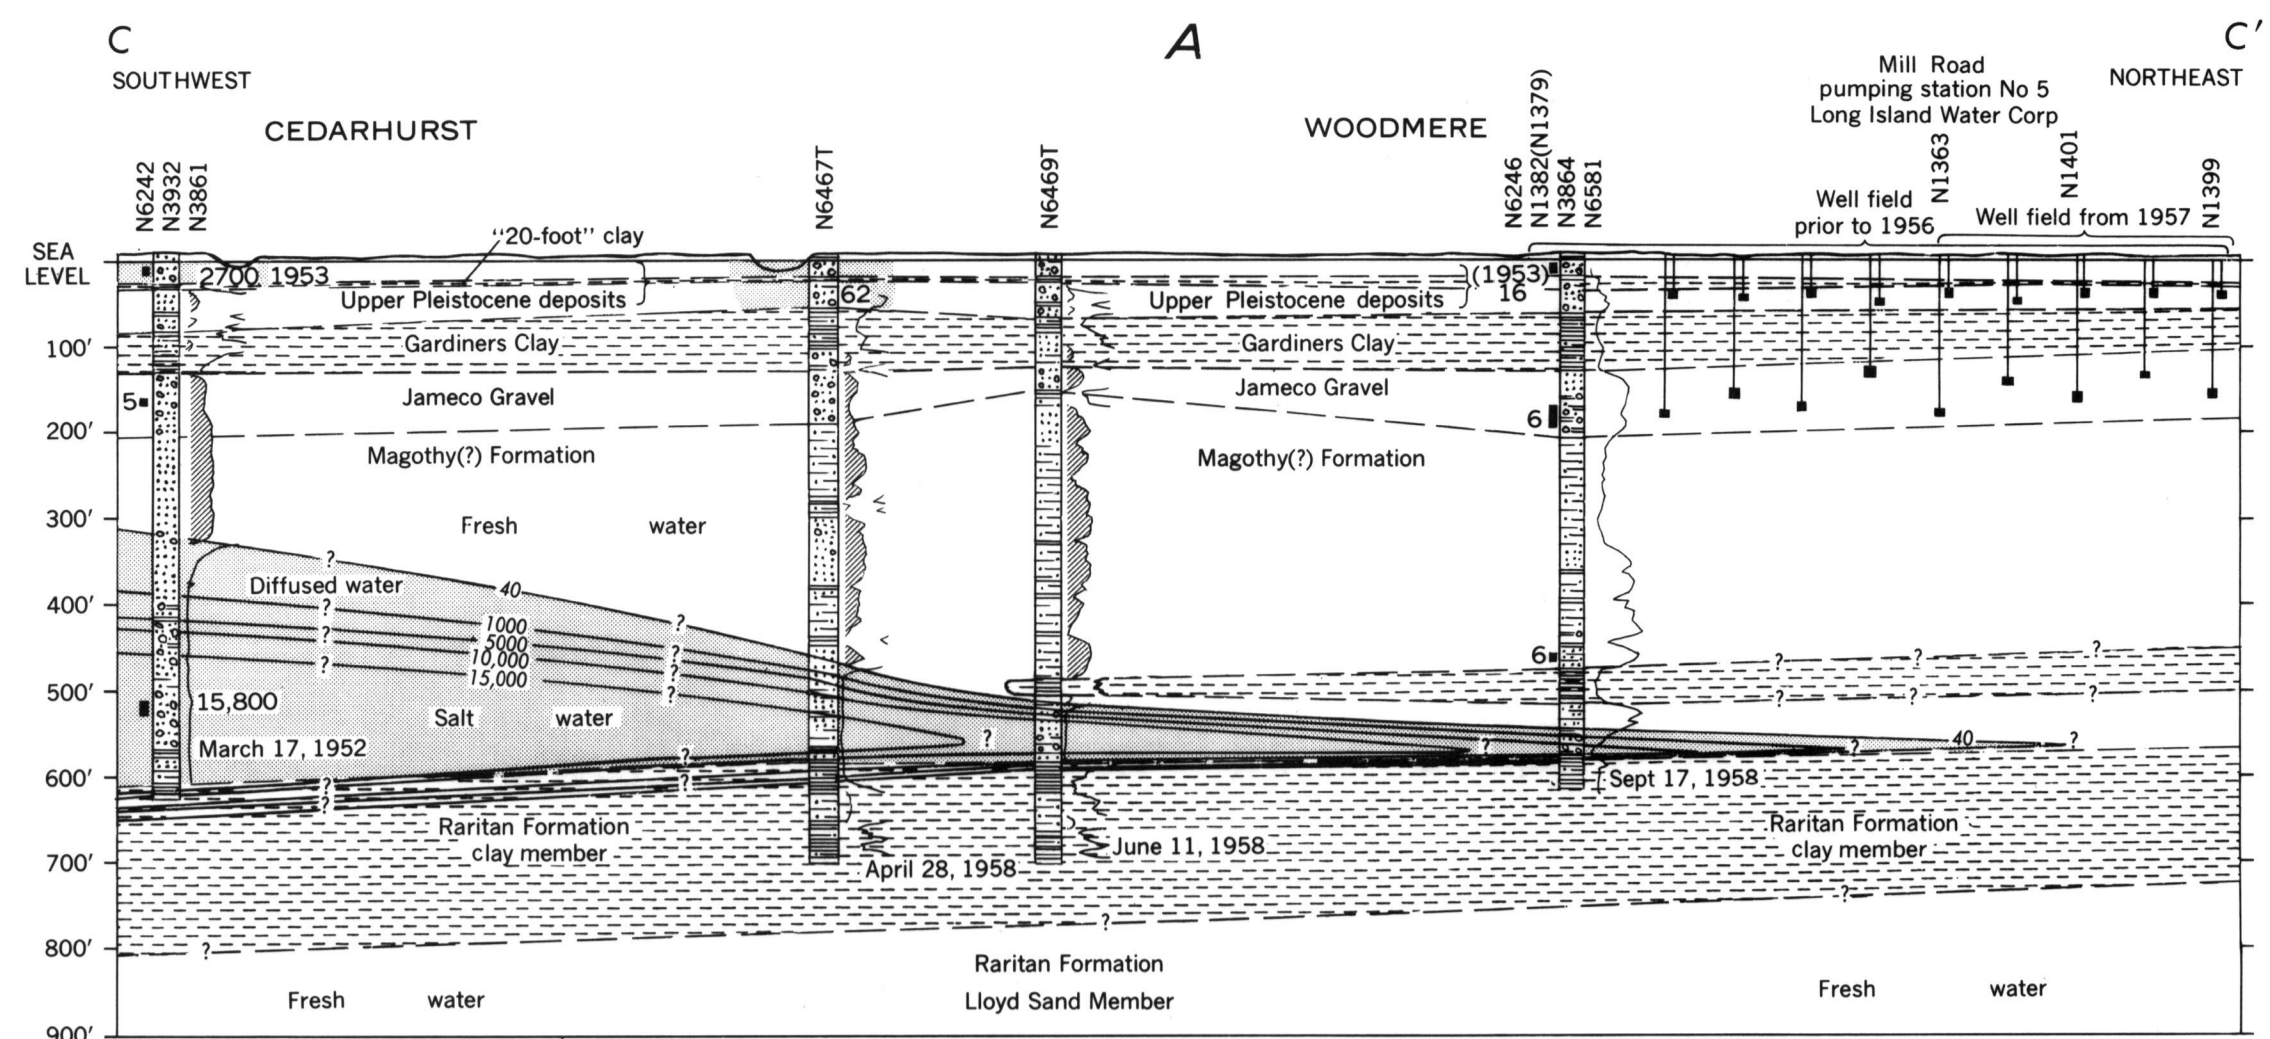 C
A
C'
SOUTHWEST
NORTHEAST
CEDARHURST
WOODMERE
Mill Road
pumping station No 5
Long Island Water Corp
N6242
N3932
N3861
N6467T
N6469T
N6246
N1382(N1379)
N3864
N6581
N1363
N1401
N1399
Well field
prior to 1956
Well field from 1957
SEA
LEVEL
"20-foot" clay
2700 1953
Upper Pleistocene deposits
62
Upper Pleistocene deposits
(1953)
16
100'
Gardiners Clay
Gardiners Clay
Jameco Gravel
Jameco Gravel
5
6
200'
Magothy(?) Formation
Magothy(?) Formation
300'
Fresh water
?
Diffused water
40
400'
?
1000
?
?
5000
?
10,000
?
?
15,000
?
?
6
? ? ?
500'
? ? ?
15,800
Salt water
March 17, 1952
?
?
?
40
?
600'
?
?
?
?
Sept 17, 1958
Raritan Formation
clay member
Raritan Formation
clay member
700'
April 28, 1958
June 11, 1958
?
?
?
800'
Raritan Formation
Lloyd Sand Member
Fresh water
Fresh water
900'